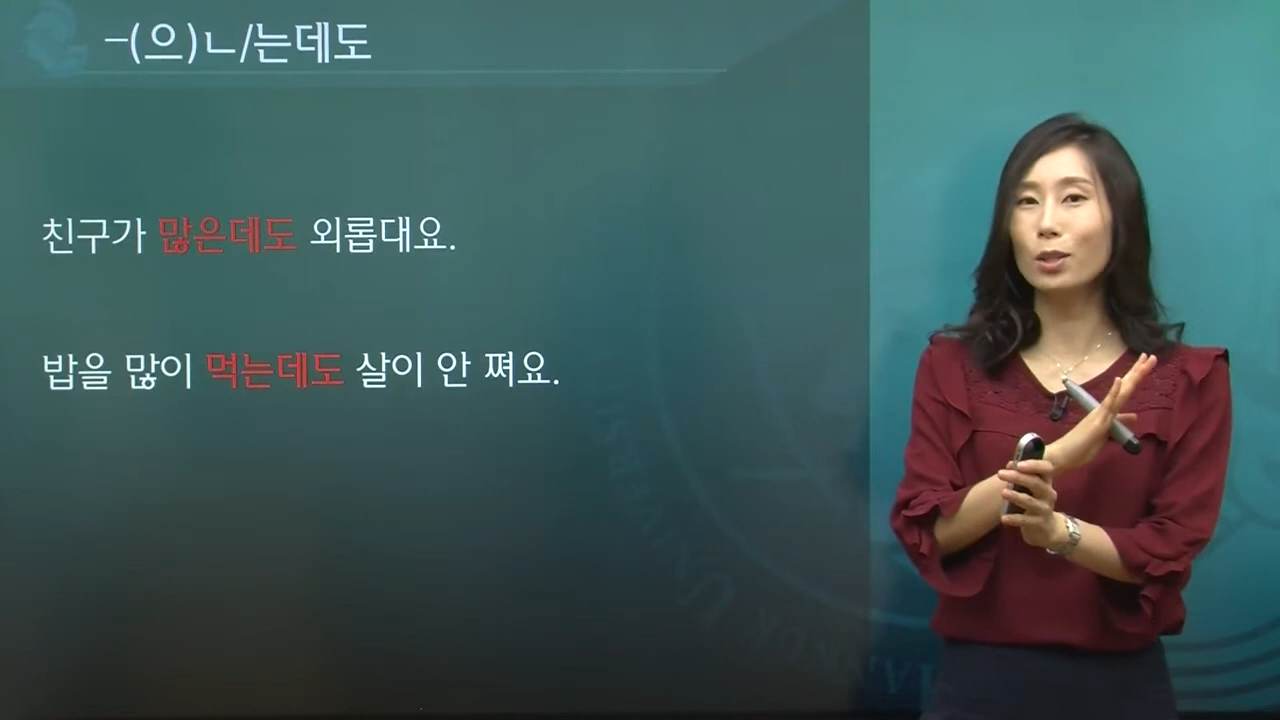 -(으)ㄴ/는데도
친구가 많은데도 외롭대요.
밥을 많이 먹는데도 살이 안 쪄요.